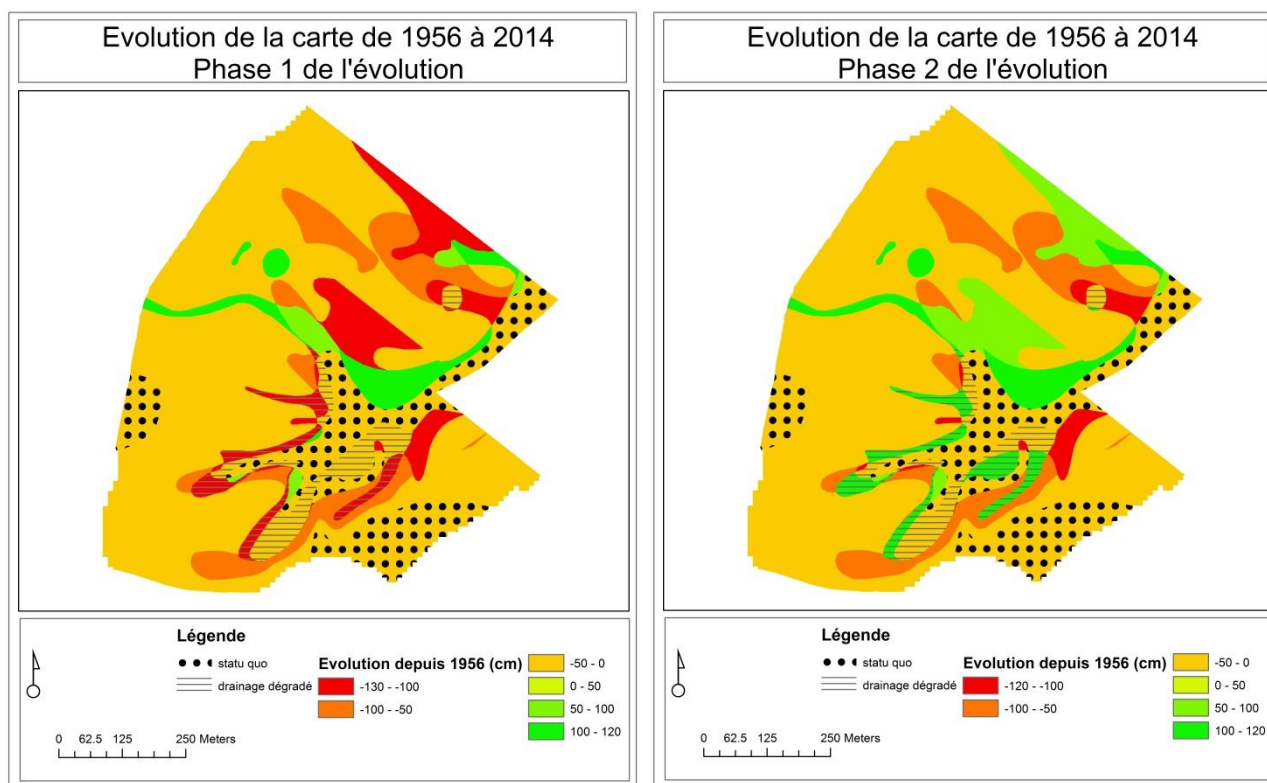 Evolution de la carte de 1956 à 2014
Phase 1 de l'évolution
Légende
statu quo
drainage dégradé
Evolution depuis 1956 (cm)
-130 - -100
-100 - -50
-50 - 0
0 - 50
50 - 100
100 - 120
0 62.5 125 250 Meters
Evolution de la carte de 1956 à 2014
Phase 2 de l'évolution
Légende
statu quo
drainage dégradé
Evolution depuis 1956 (cm)
-120 - -100
-100 - -50
-50 - 0
0 - 50
50 - 100
100 - 120
0 62.5 125 250 Meters